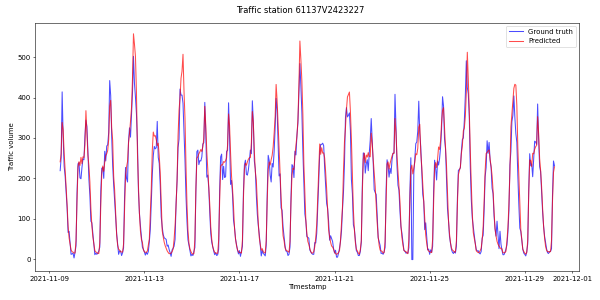 Traffic station 61137V2423227
Ground truth
Predicted
Traffic volume
500
400
300
200
100
0
2021-11-09
2021-11-13
2021-11-17
2021-11-21
2021-11-25
2021-11-29
2021-12-01
Timestamp